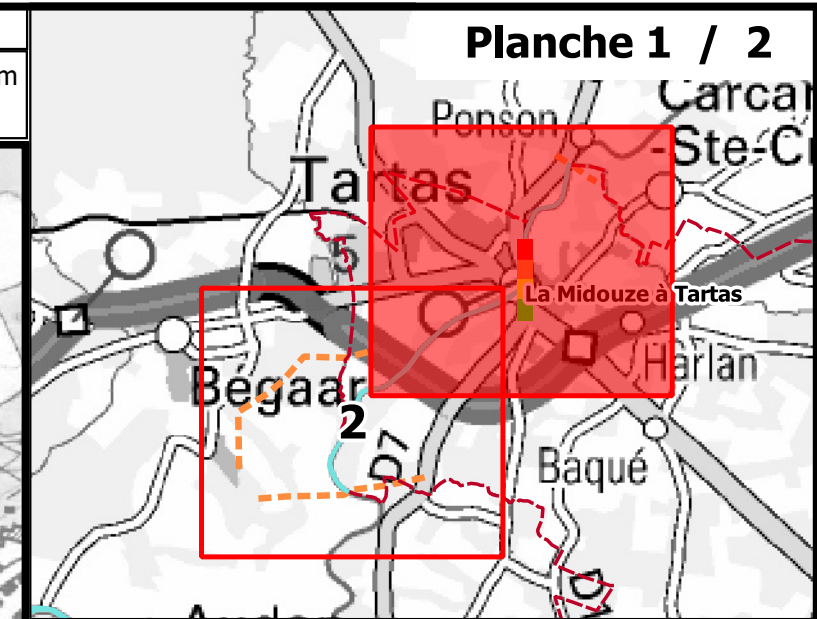 Planche 1 / 2
m
Carcar
Ponson
-Ste-Cr
Tartas
La Midouze à Tartas
Harlan
Begaar
2
D7
Baqué